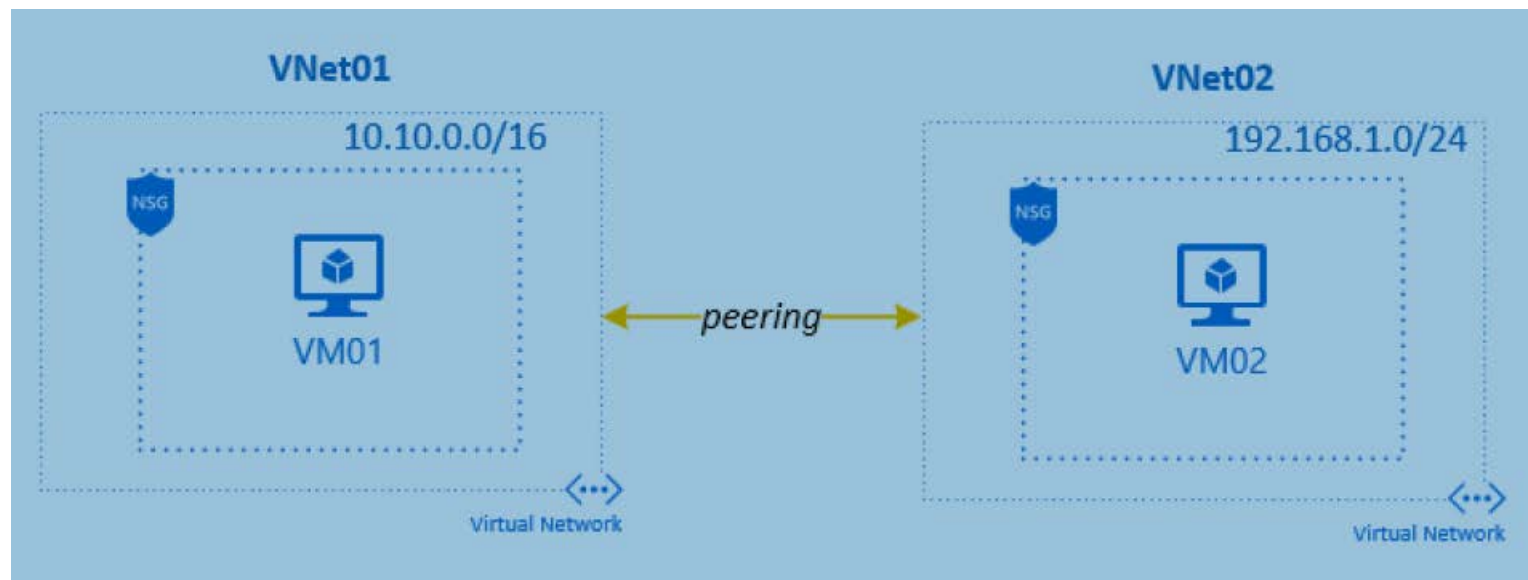 VNet01
10.10.0.0/16
NSG
VM01
Virtual Network
peering
VNet02
192.168.1.0/24
NSG
VM02
Virtual Network